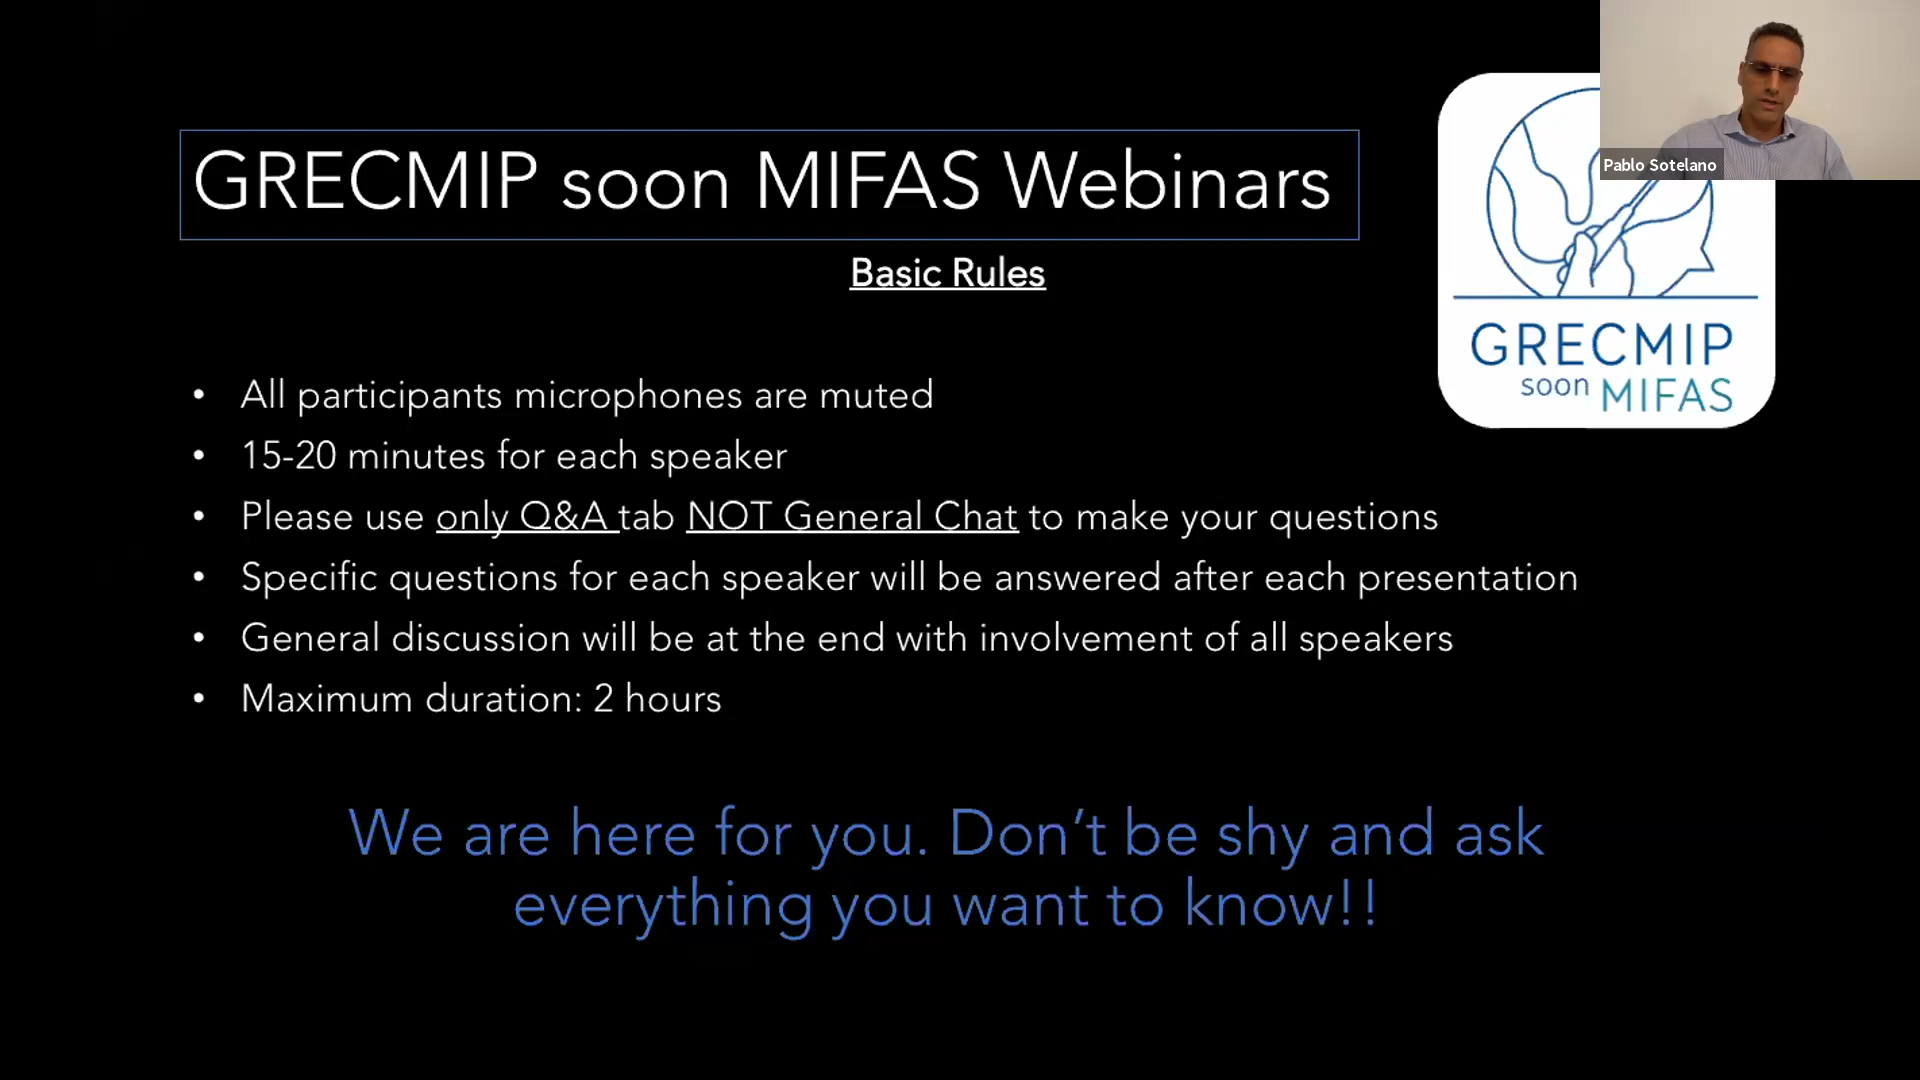 GRECMIP soon MIFAS Webinars
Pablo Sotelano
Basic Rules
GRECMIP
soon MIFAS
• All participants microphones are muted
• 15-20 minutes for each speaker
• Please use only Q&A tab NOT General Chat to make your questions
• Specific questions for each speaker will be answered after each presentation
• General discussion will be at the end with involvement of all speakers
• Maximum duration: 2 hours
We are here for you. Don’t be shy and ask
everything you want to know!!